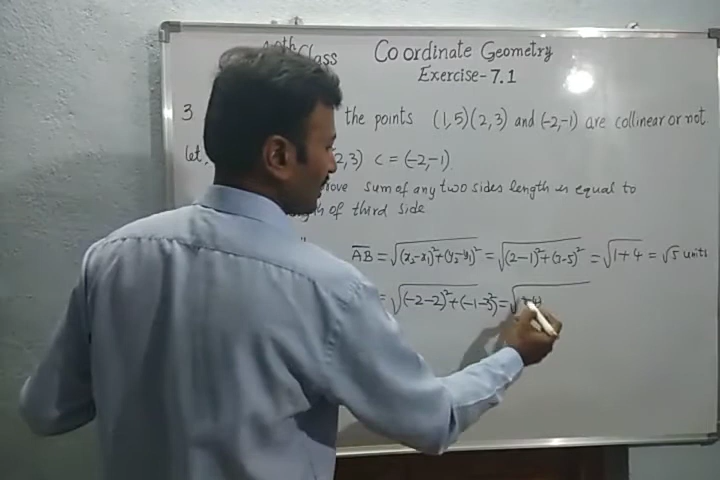 10th Class Coordinate Geometry
Exercise-7.1
3 the points (1,5)(2,3) and (-2,-1) are collinear or not
let, 2,3) C = (-2,-1).
sum of any two sides length is equal to
of third side
AB = √(x₂-x₁)²+(y₂-y₁)² = √(2-1)²+(3-5)² = √1+4 = √5 units
= √(-2-2)²+(-1-3)² = √